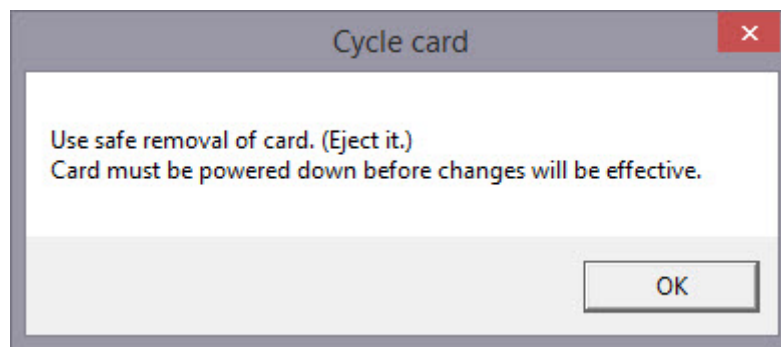 Cycle card
Use safe removal of card. (Eject it.)
Card must be powered down before changes will be effective.
OK